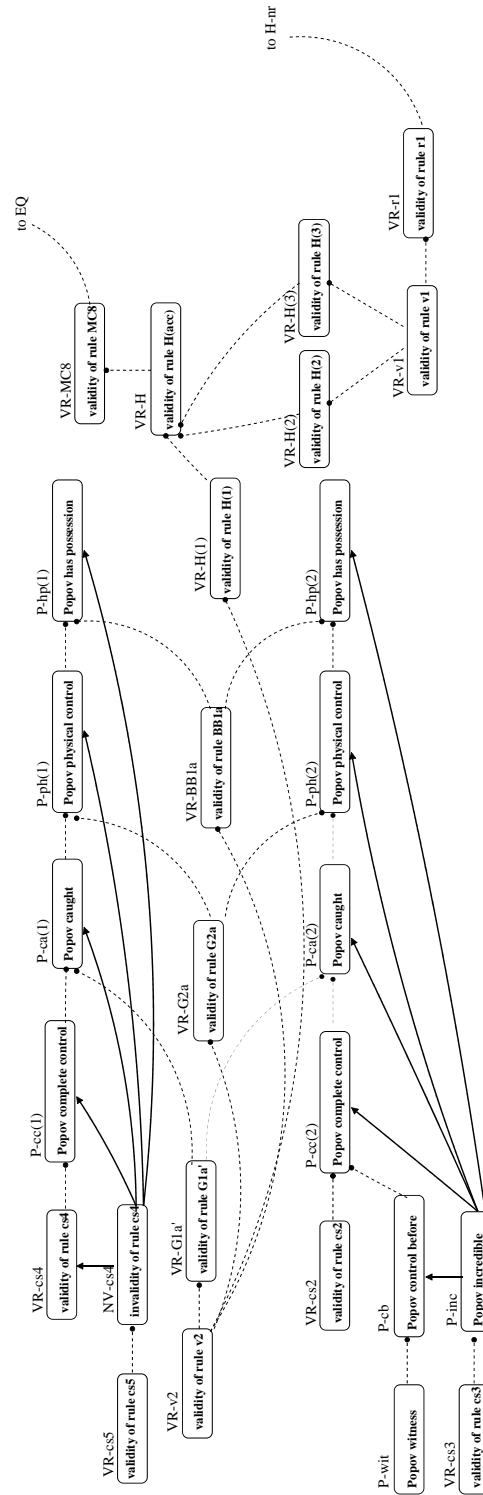 to H-nr
to EQ
VR-r1
validity of rule r1
VR-v1
validity of rule v1
VR-MC8
validity of rule MC8
VR-H
validity of rule H(acc)
VR-H(3)
validity of rule H(3)
VR-H(2)
validity of rule H(2)
VR-H(1)
validity of rule H(1)
P-hp(1)
Popov has possession
P-ph(1)
Popov physical control
P-ca(1)
Popov caught
P-cc(1)
Popov complete control
VR-cs4
validity of rule cs4
NV-cs4
invalidity of rule cs4
VR-cs5
validity of rule cs5
VR-BB1a
validity of rule BB1a
VR-G2a
validity of rule G2a
VR-G1a'
validity of rule G1a'
VR-v2
validity of rule v2
P-hp(2)
Popov has possession
P-ph(2)
Popov physical control
P-ca(2)
Popov caught
P-cc(2)
Popov complete control
VR-cs2
validity of rule cs2
P-cb
Popov control before
P-inc
Popov incredible
P-wit
Popov witness
VR-cs3
validity of rule cs3